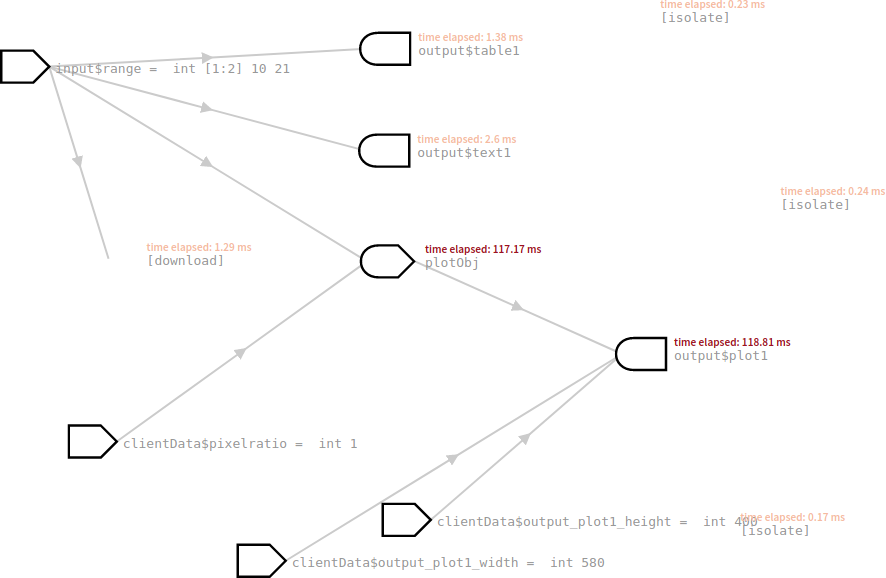 time elapsed: 0.23 ms
[isolate]
time elapsed: 1.38 ms
output$table1
input$range =  int [1:2] 10 21
time elapsed: 2.6 ms
output$text1
time elapsed: 0.24 ms
[isolate]
time elapsed: 1.29 ms
[download]
time elapsed: 117.17 ms
plotObj
time elapsed: 118.81 ms
output$plot1
clientData$pixelratio =  int 1
clientData$output_plot1_height =  int 400
time elapsed: 0.17 ms
[isolate]
clientData$output_plot1_width =  int 580